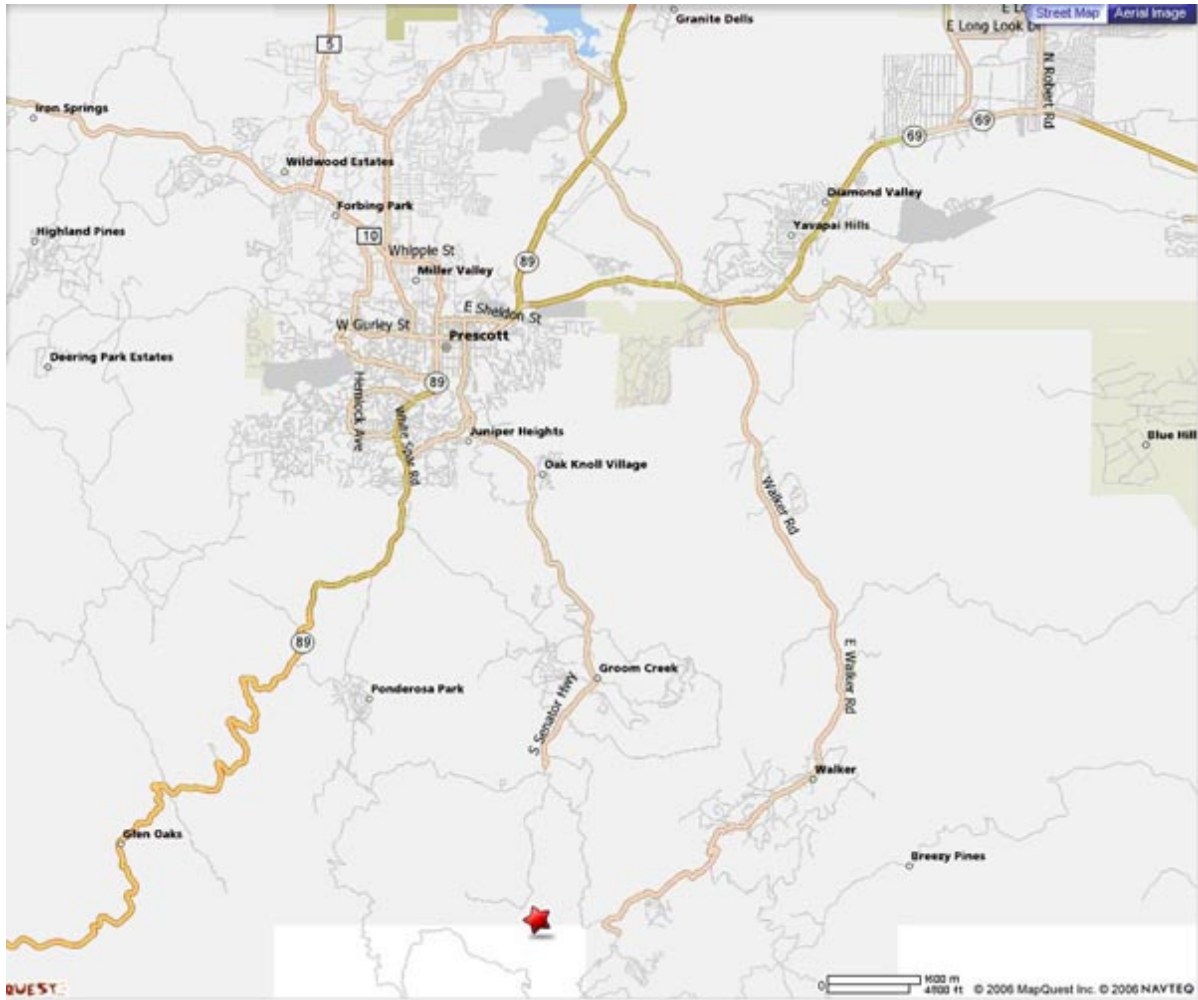 Granite Dells
Street Map
Aerial Image
E Long Look Dr
5
N Robert Rd
Iron Springs
69
69
Wildwood Estates
Diamond Valley
Forbing Park
Yavapai Hills
Highland Pines
10
Whipple St
89
Miller Valley
E Sheldon St
W Gurley St
Prescott
Deering Park Estates
89
Hemlock Ave
White Spar Rd
Juniper Heights
Blue Hill
Oak Knoll Village
Walker Rd
89
E Walker Rd
Groom Creek
Ponderosa Park
S Senator Hwy
Walker
Glen Oaks
Breezy Pines
0
1600 m
4800 ft
© 2006 MapQuest Inc. © 2006 NAVTEQ
QUEST